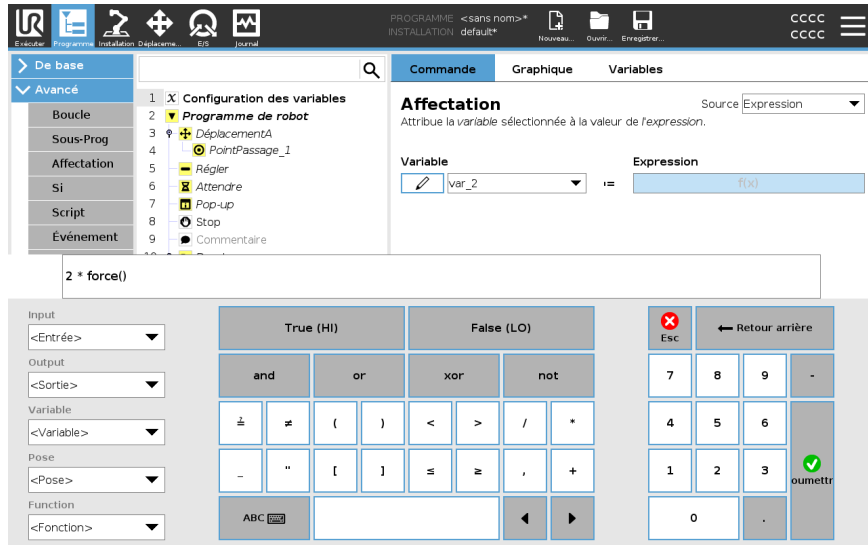 PROGRAMME <sans nom>*
INSTALLATION default*
Exécuter Programme Installation Déplaceme... E/S Journal
Nouveau... Ouvrir... Enregistrer...
CCCC
CCCC
De base
Avancé
Boucle
Sous-Prog
Affectation
Si
Script
Événement
1 X Configuration des variables
2 Programme de robot
3 DéplacementA
4 PointPassage_1
5 Régler
6 Attendre
7 Pop-up
8 Stop
9 Commentaire
Commande Graphique Variables
Affectation
Source Expression
Attribue la variable sélectionnée à la valeur de l'expression.
Variable Expression
var_2 := f(x)
2 * force()
Input
<Entrée>
Output
<Sortie>
Variable
<Variable>
Pose
<Pose>
Function
<Fonction>
True (HI) False (LO)
and or xor not
≟ ≠ ( ) < > / *
_ " [ ] ≤ ≥ , +
ABC
Esc Retour arrière
7 8 9 -
4 5 6
1 2 3 oumettr
0 .